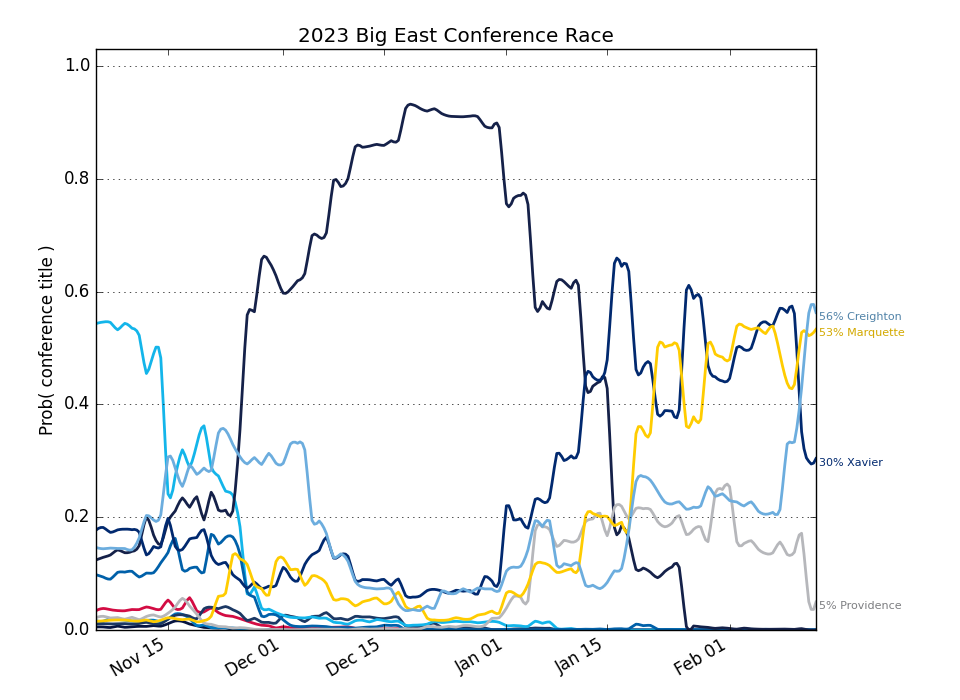 2023 Big East Conference Race
Prob( conference title )
1.0
0.8
0.6
0.4
0.2
0.0
56% Creighton
53% Marquette
30% Xavier
5% Providence
Nov 15
Dec 01
Dec 15
Jan 01
Jan 15
Feb 01